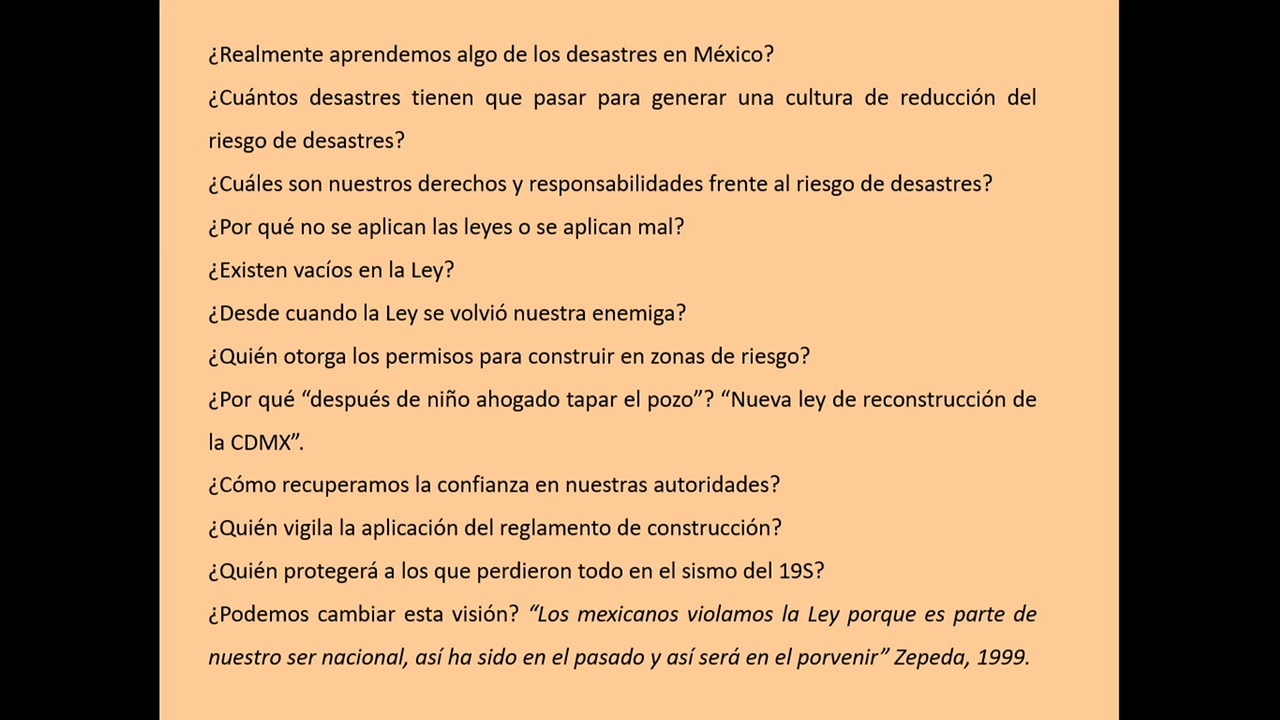 ¿Realmente aprendemos algo de los desastres en México?
¿Cuántos desastres tienen que pasar para generar una cultura de reducción del
riesgo de desastres?
¿Cuáles son nuestros derechos y responsabilidades frente al riesgo de desastres?
¿Por qué no se aplican las leyes o se aplican mal?
¿Existen vacíos en la Ley?
¿Desde cuando la Ley se volvió nuestra enemiga?
¿Quién otorga los permisos para construir en zonas de riesgo?
¿Por qué “después de niño ahogado tapar el pozo”? “Nueva ley de reconstrucción de
la CDMX”.
¿Cómo recuperamos la confianza en nuestras autoridades?
¿Quién vigila la aplicación del reglamento de construcción?
¿Quién protegerá a los que perdieron todo en el sismo del 19S?
¿Podemos cambiar esta visión? “Los mexicanos violamos la Ley porque es parte de
nuestro ser nacional, así ha sido en el pasado y así será en el porvenir” Zepeda, 1999.